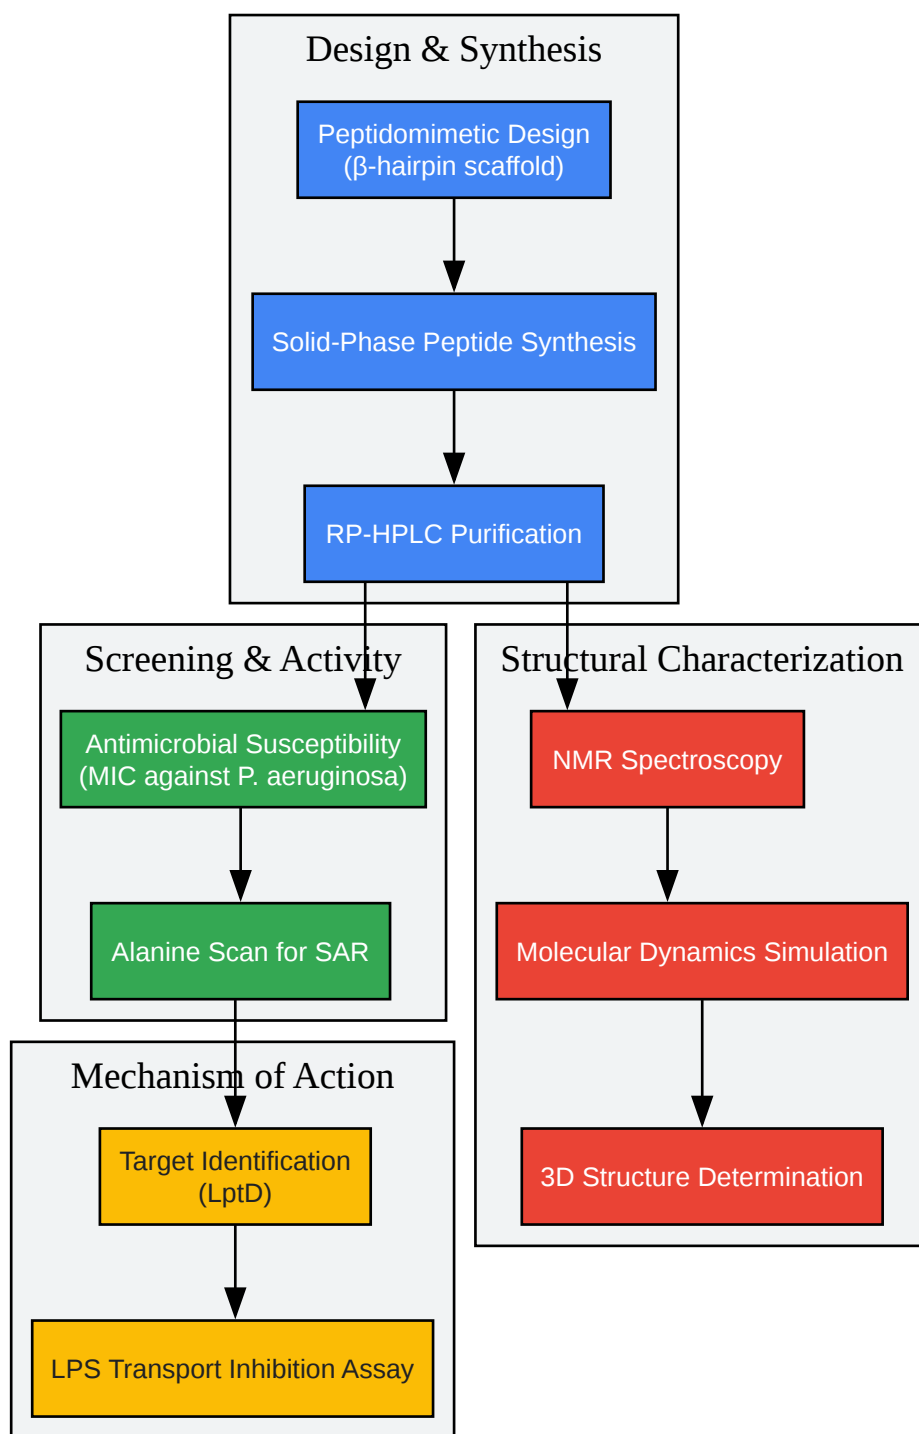 Design & Synthesis
Peptidomimetic Design
(β-hairpin scaffold)
Solid-Phase Peptide Synthesis
RP-HPLC Purification
Screening & Activity
Antimicrobial Susceptibility
(MIC against P. aeruginosa)
Alanine Scan for SAR
Mechanism of Action
Target Identification
(LptD)
LPS Transport Inhibition Assay
Structural Characterization
NMR Spectroscopy
Molecular Dynamics Simulation
3D Structure Determination